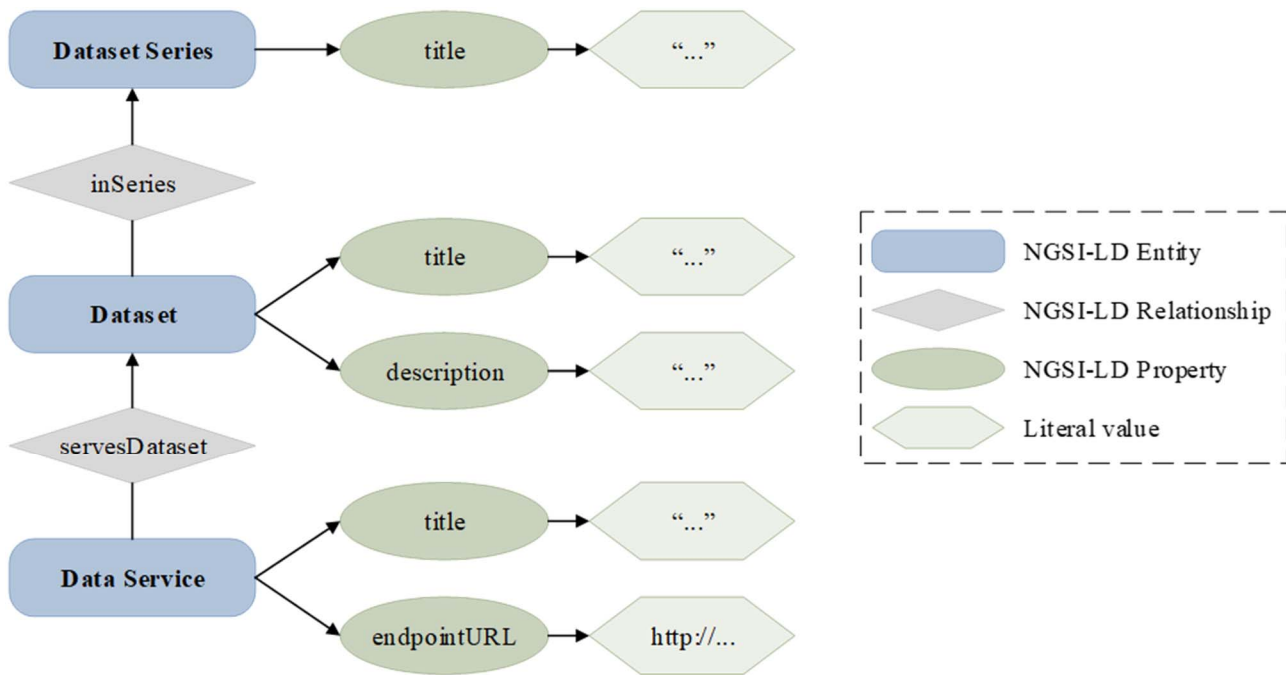 Dataset Series
title
“...”
inSeries
title
“...”
Dataset
description
“...”
servesDataset
title
“...”
Data Service
endpointURL
http://...
NGSI-LD Entity
NGSI-LD Relationship
NGSI-LD Property
Literal value